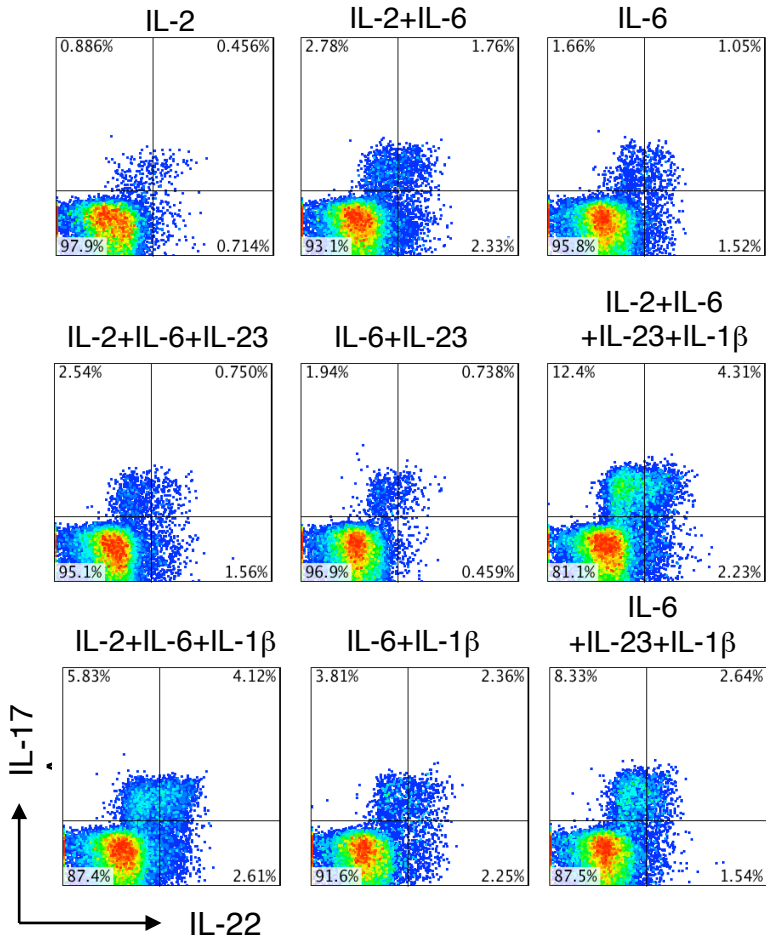 IL-2
IL-2+IL-6
IL-6
0.886% 0.456%
2.78% 1.76%
1.66% 1.05%
97.9% 0.714%
93.1% 2.33%
95.8% 1.52%
IL-2+IL-6+IL-23
IL-6+IL-23
IL-2+IL-6
+IL-23+IL-1β
2.54% 0.750%
1.94% 0.738%
12.4% 4.31%
95.1% 1.56%
96.9% 0.459%
81.1% 2.23%
IL-2+IL-6+IL-1β
IL-6+IL-1β
IL-6
+IL-23+IL-1β
5.83% 4.12%
3.81% 2.36%
8.33% 2.64%
87.4% 2.61%
91.6% 2.25%
87.5% 1.54%
IL-17
IL-22